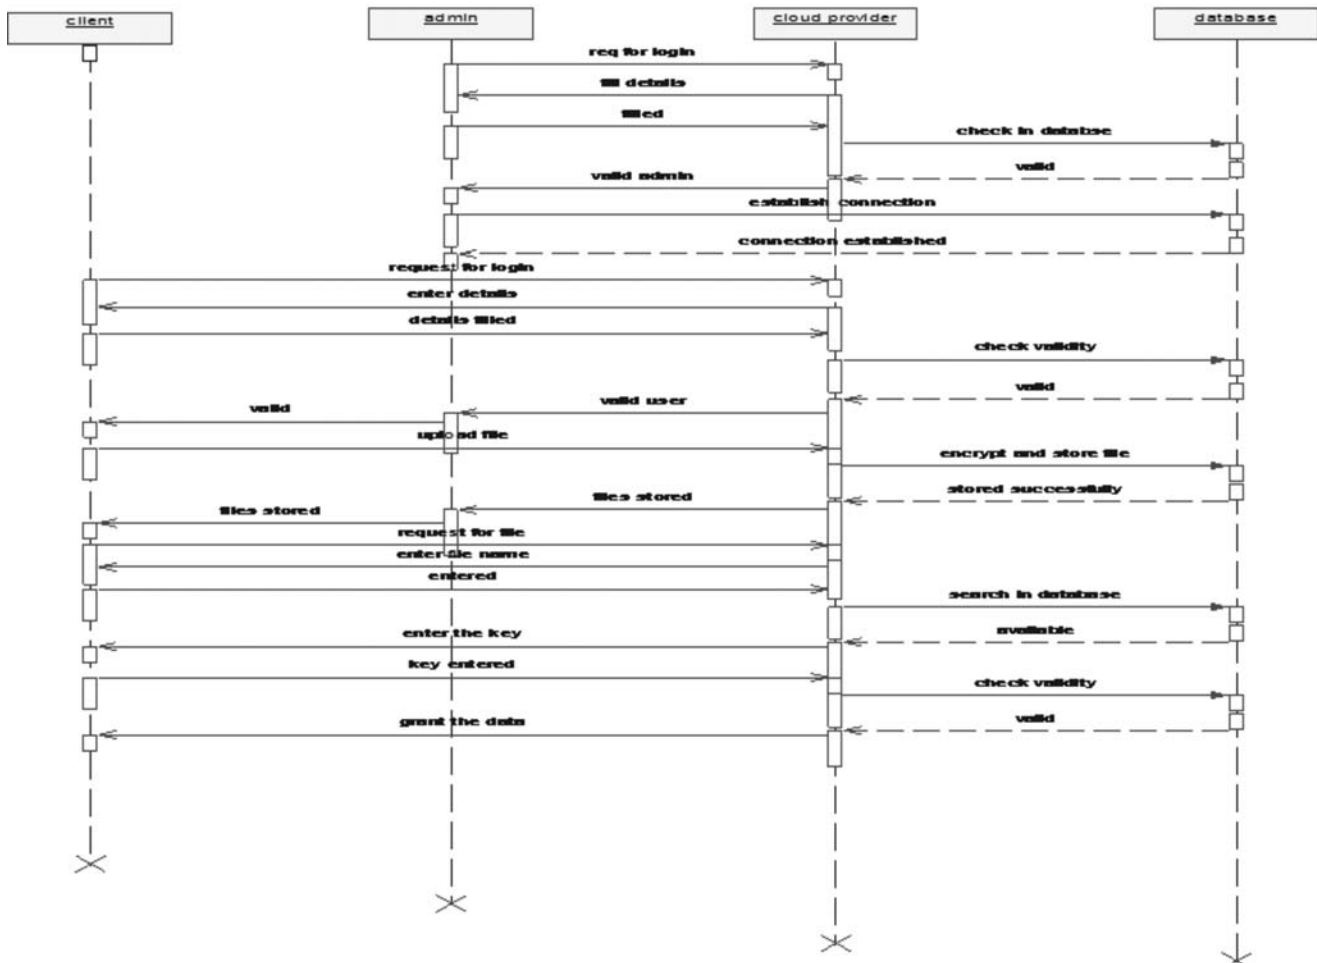 client
admin
cloud provider
database
req for login
fill details
filled
check in databse
valid
valid admin
establish connection
connection established
request for login
enter details
details filled
check validity
valid
valid user
valid
upload file
encrypt and store file
stored successfully
files stored
files stored
request for file
enter file name
entered
search in database
available
enter the key
key entered
check validity
valid
grant the data